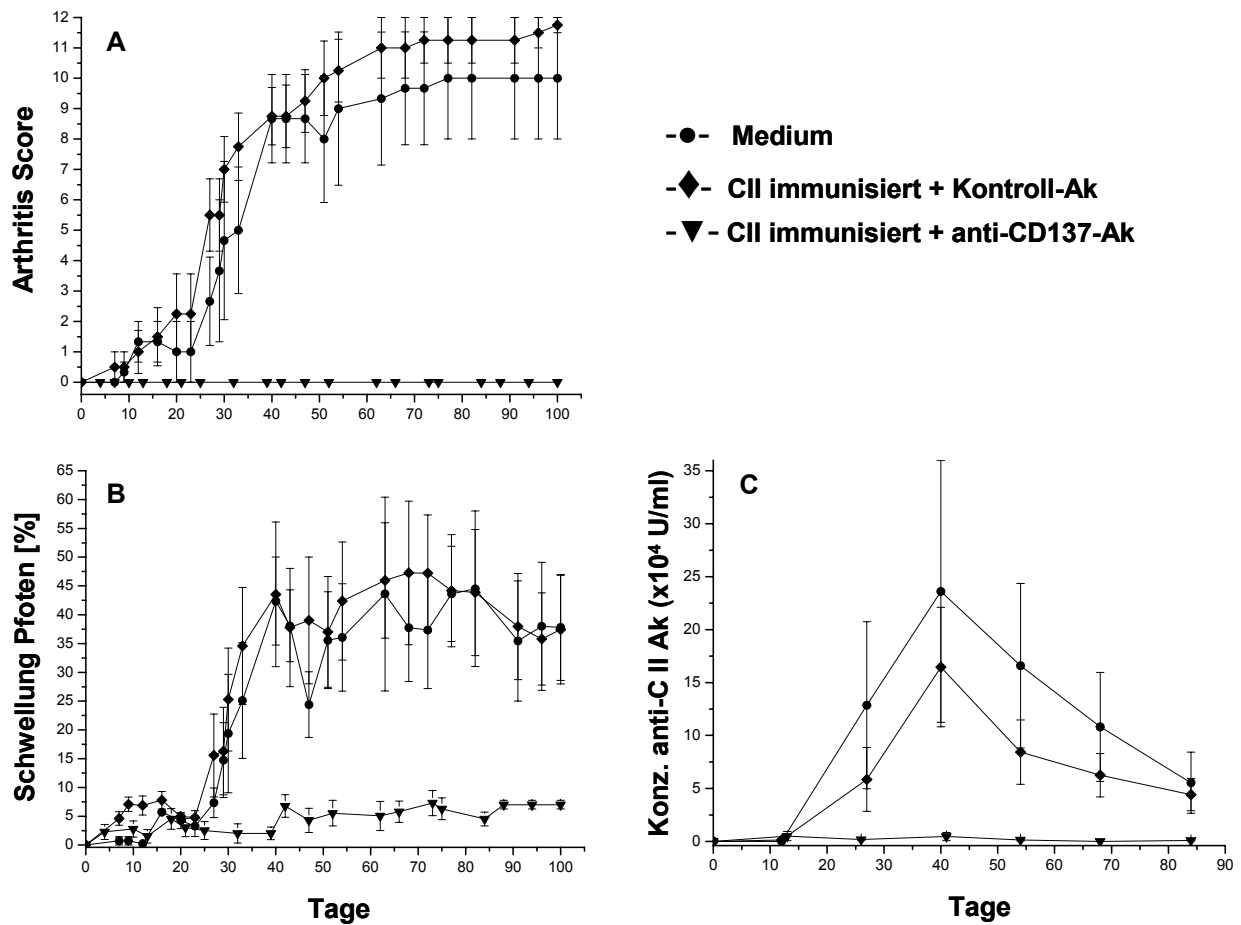 A
Arthritis Score
12
11
10
9
8
7
6
5
4
3
2
1
0
0 10 20 30 40 50 60 70 80 90 100
Medium
CII immunisiert + Kontroll-Ak
CII immunisiert + anti-CD137-Ak
B
Schwellung Pfoten [%]
65
60
55
50
45
40
35
30
25
20
15
10
5
0
0 10 20 30 40 50 60 70 80 90 100
Tage
C
Konz. anti-C II Ak (x10⁴ U/ml)
35
30
25
20
15
10
5
0
0 10 20 30 40 50 60 70 80 90
Tage